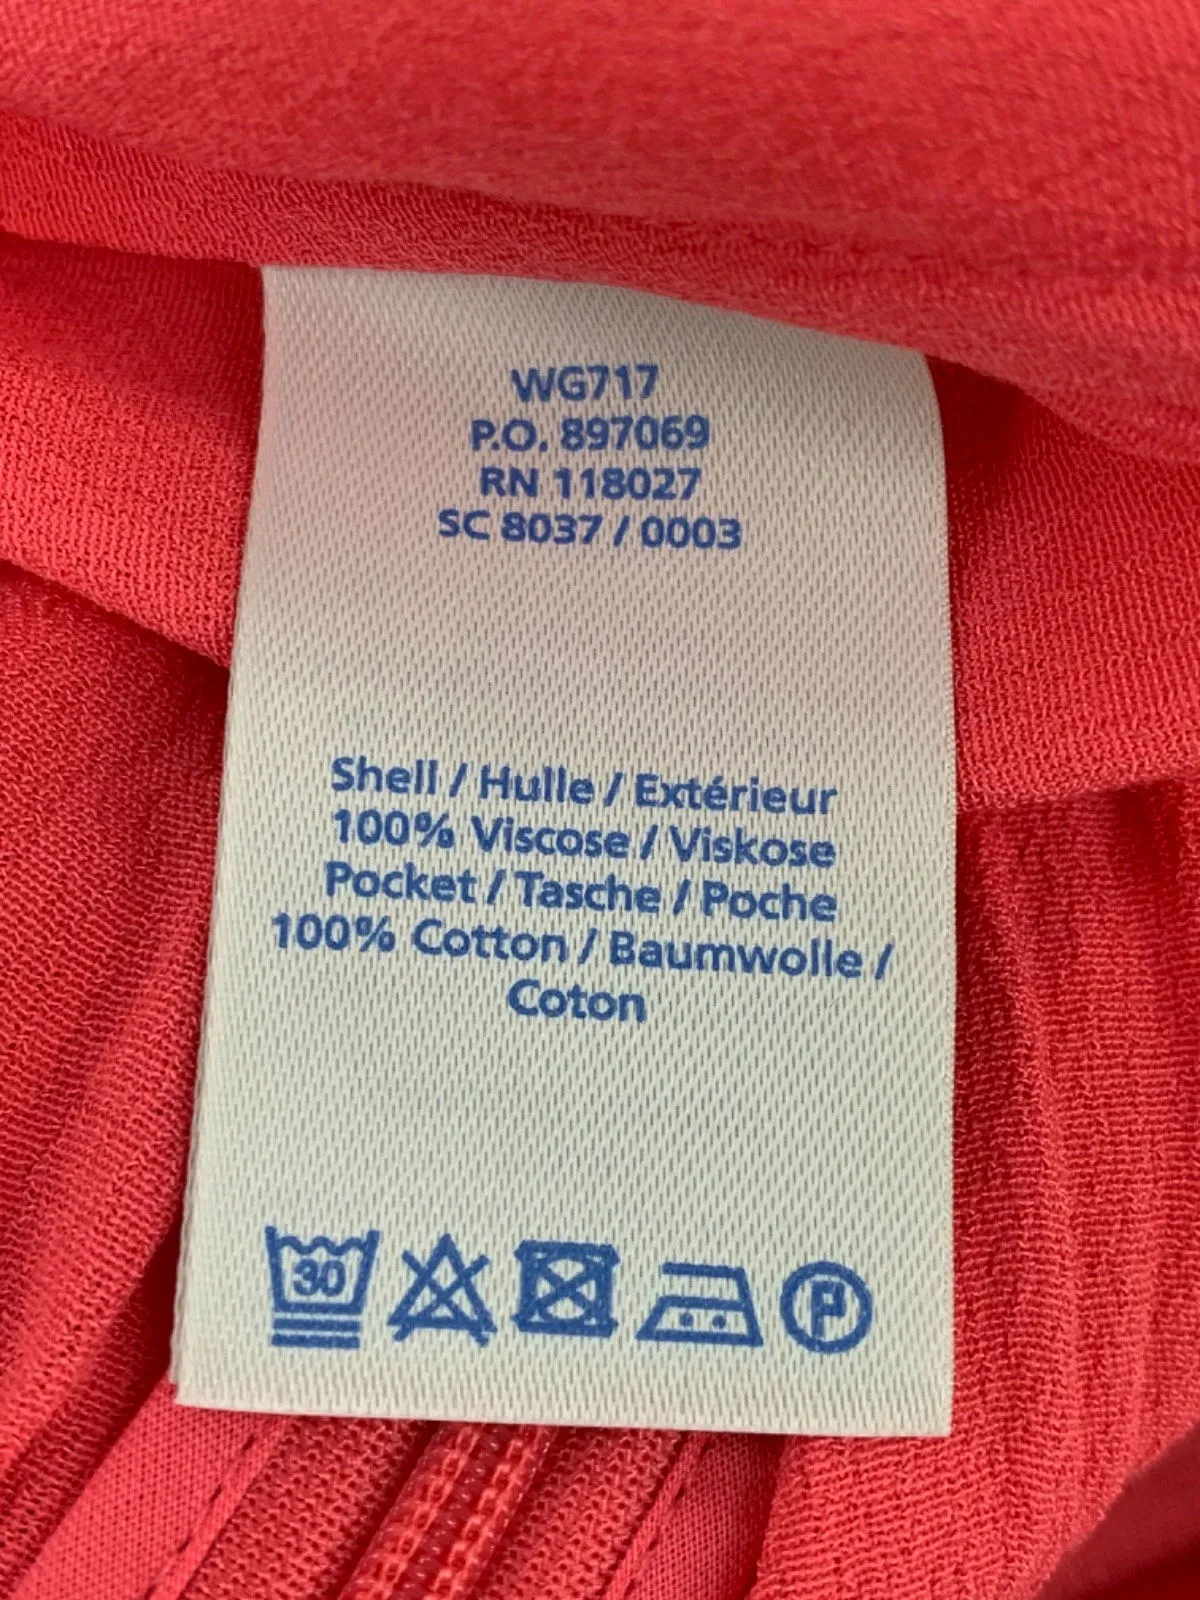 WG717
P.O. 897069
RN 118027
SC 8037 / 0003
Shell / Hulle / Extérieur
100% Viscose / Viskose
Pocket / Tasche / Poche
100% Cotton / Baumwolle /
Coton
30 P